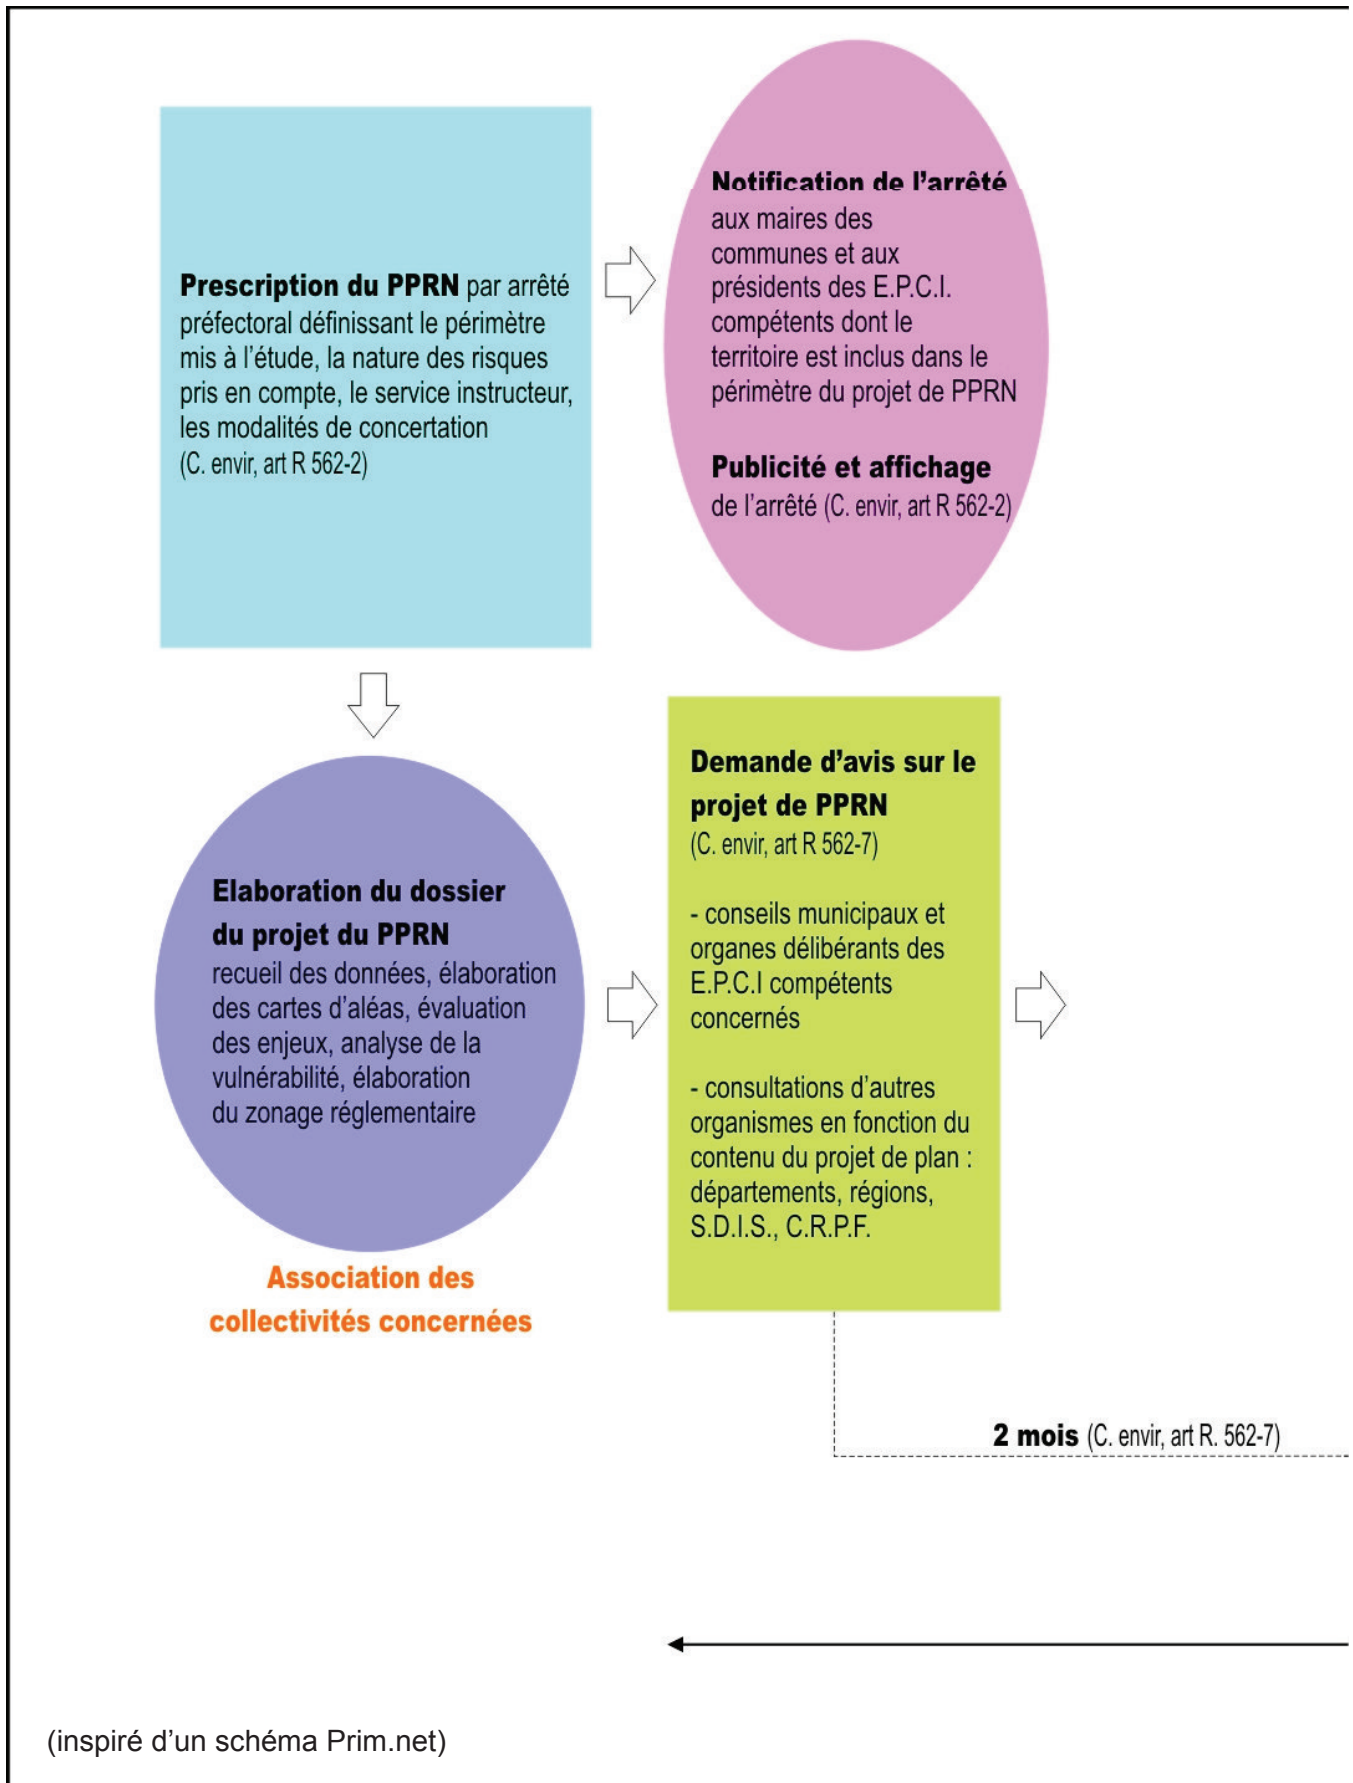 Prescription du PPRN par arrêté
préfectoral définissant le périmètre
mis à l'étude, la nature des risques
pris en compte, le service instructeur,
les modalités de concertation
(C. envir, art R 562-2)
Notification de l'arrêté
aux maires des
communes et aux
présidents des E.P.C.I.
compétents dont le
territoire est inclus dans le
périmètre du projet de PPRN
Publicité et affichage
de l'arrêté (C. envir, art R 562-2)
Elaboration du dossier
du projet du PPRN
recueil des données, élaboration
des cartes d'aléas, évaluation
des enjeux, analyse de la
vulnérabilité, élaboration
du zonage réglementaire
Association des
collectivités concernées
Demande d'avis sur le
projet de PPRN
(C. envir, art R 562-7)
- conseils municipaux et
organes délibérants des
E.P.C.I compétents
concernés
- consultations d'autres
organismes en fonction du
contenu du projet de plan :
départements, régions,
S.D.I.S., C.R.P.F.
2 mois (C. envir, art R. 562-7)
(inspiré d'un schéma Prim.net)